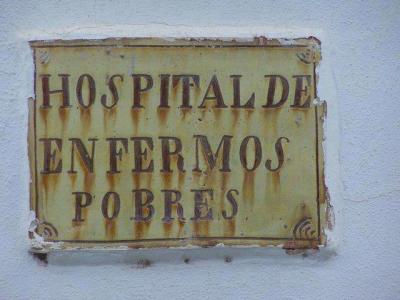 HOSPITAL DE
ENFERMOS
POBRES